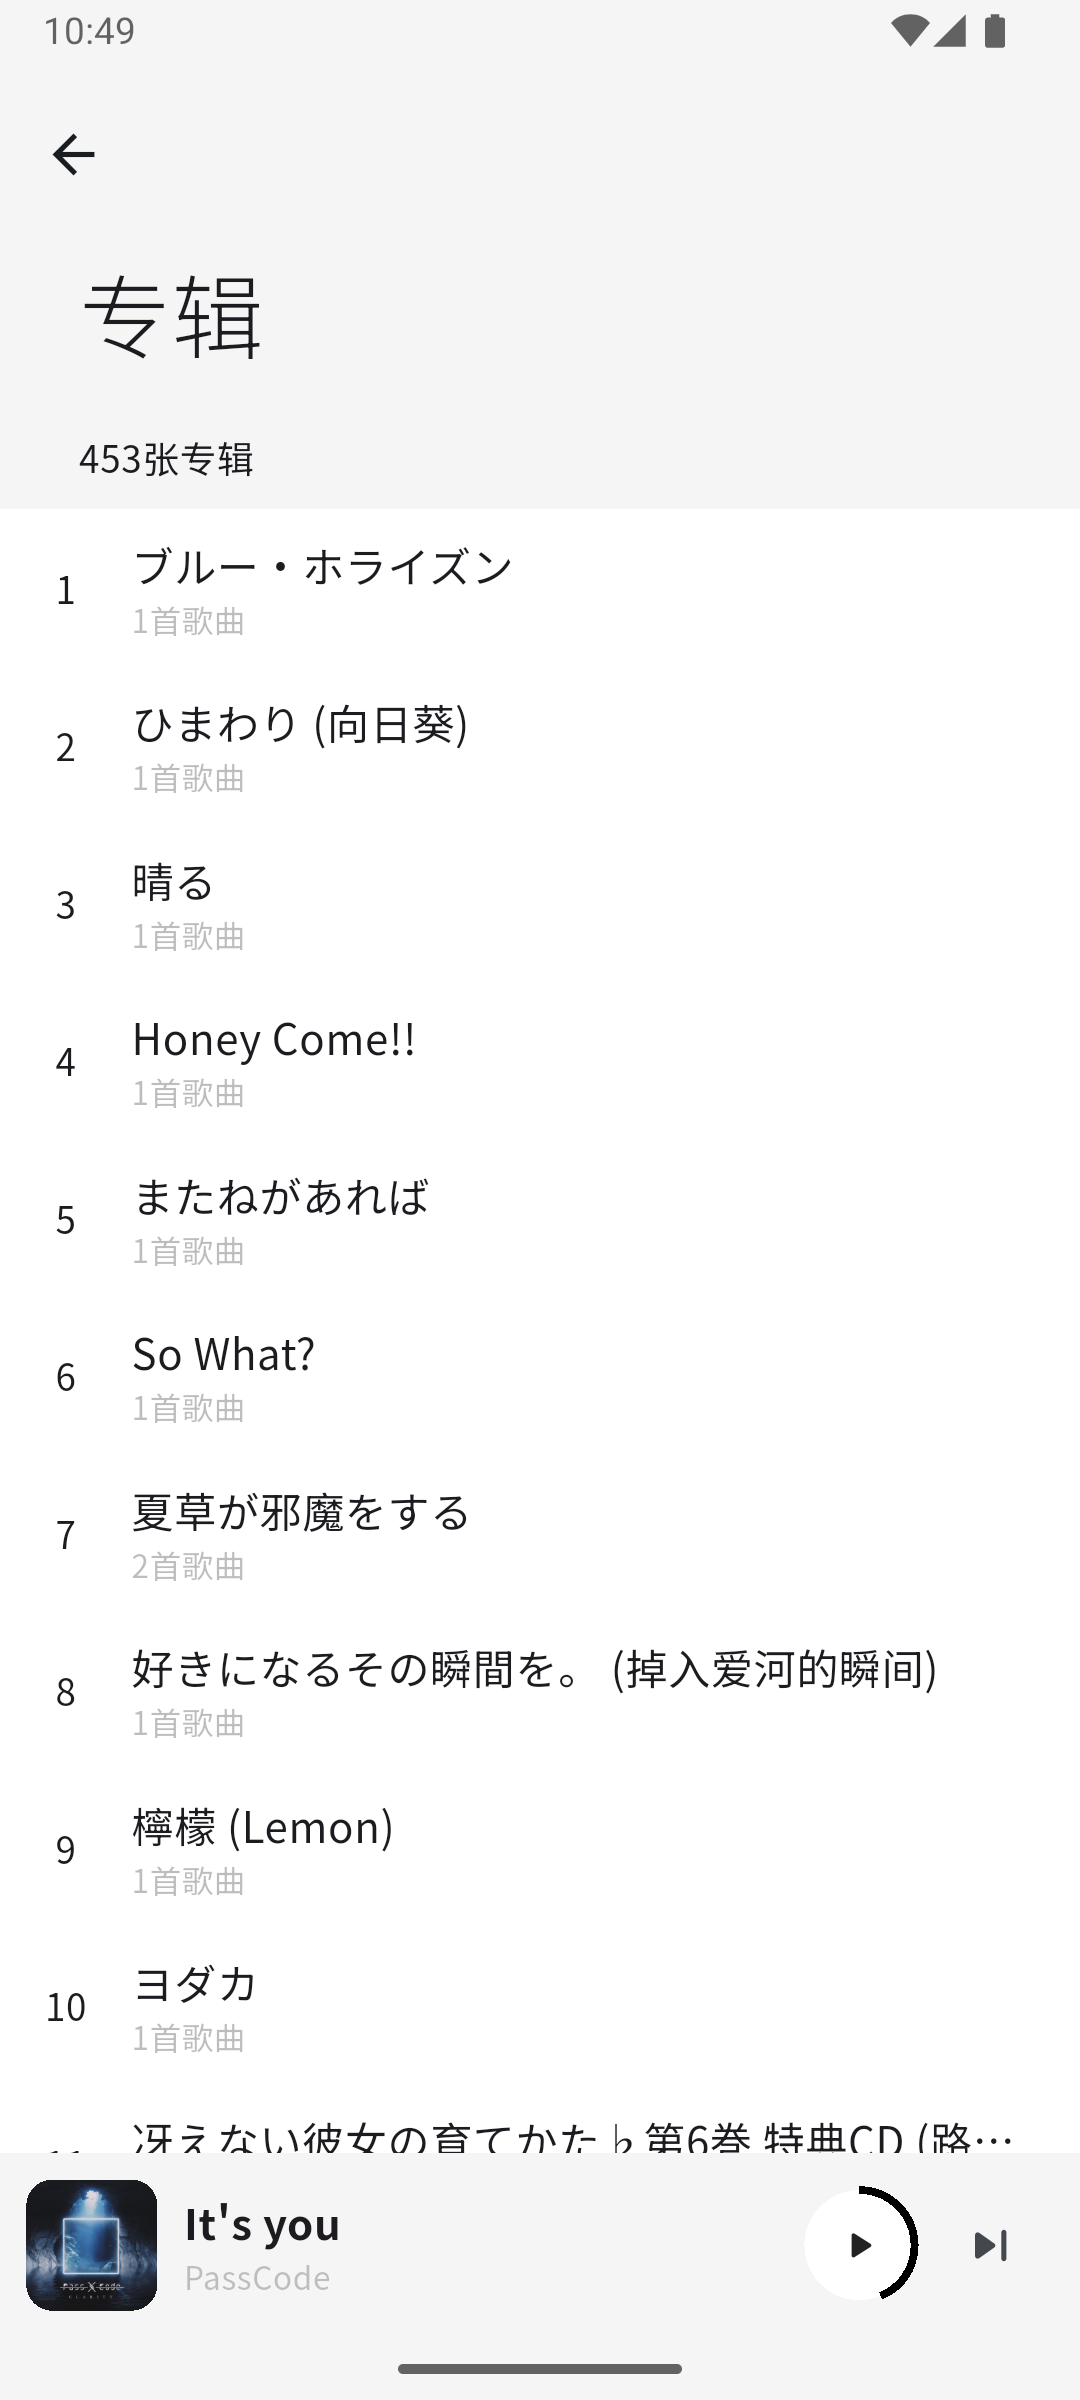 10:49
专辑
453张专辑
1
ブルー・ホライズン
1首歌曲
2
ひまわり (向日葵)
1首歌曲
3
晴る
1首歌曲
4
Honey Come!!
1首歌曲
5
またねがあれば
1首歌曲
6
So What?
1首歌曲
7
夏草が邪魔をする
2首歌曲
8
好きになるその瞬間を。 (掉入爱河的瞬间)
1首歌曲
9
檸檬 (Lemon)
1首歌曲
10
ヨダカ
1首歌曲
冴えない彼女の育てかた♭第6巻 特典CD (路…
It's you
PassCode